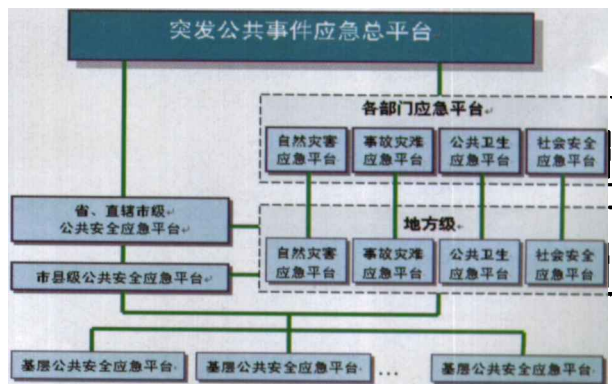 突发公共事件应急总平台
各部门应急平台
自然灾害
应急平台
事故灾难
应急平台
公共卫生
应急平台
社会安全
应急平台
省、直辖市级
公共安全应急平台
地方级
自然灾害
应急平台
事故灾难
应急平台
公共卫生
应急平台
社会安全
应急平台
市县级公共安全应急平台
基层公共安全应急平台
基层公共安全应急平台
...
基层公共安全应急平台